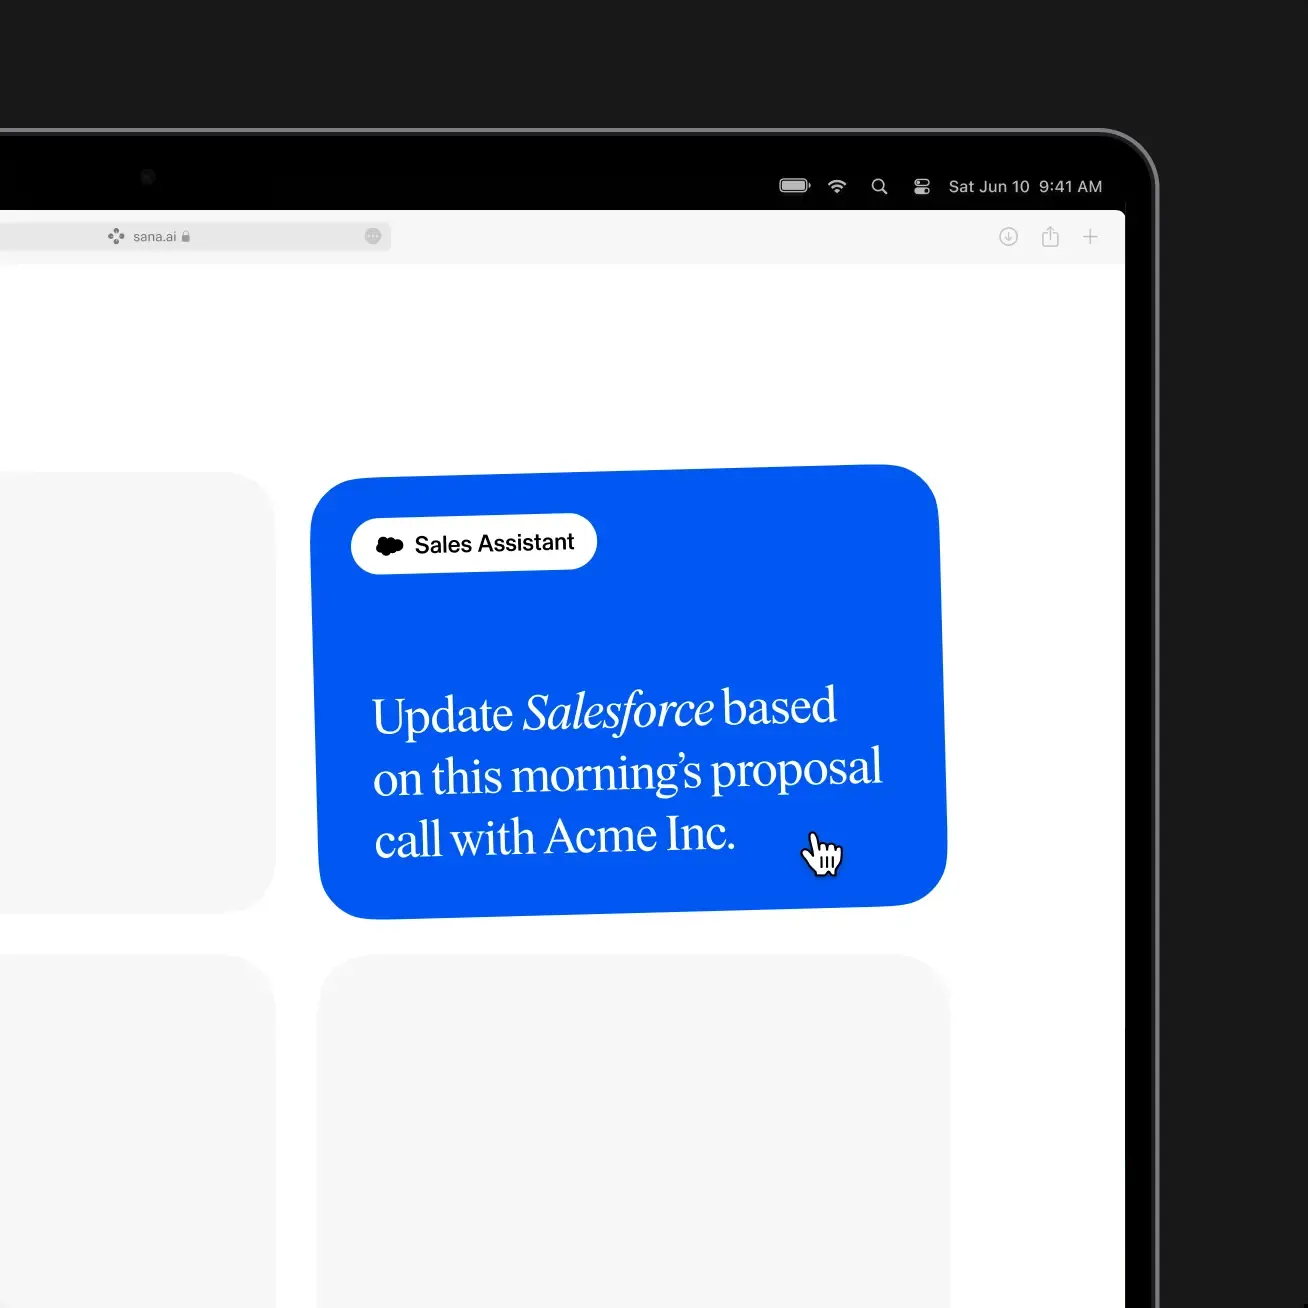 Sat Jun 10 9:41 AM
sana.ai
Sales Assistant
Update Salesforce based
on this morning’s proposal
call with Acme Inc.